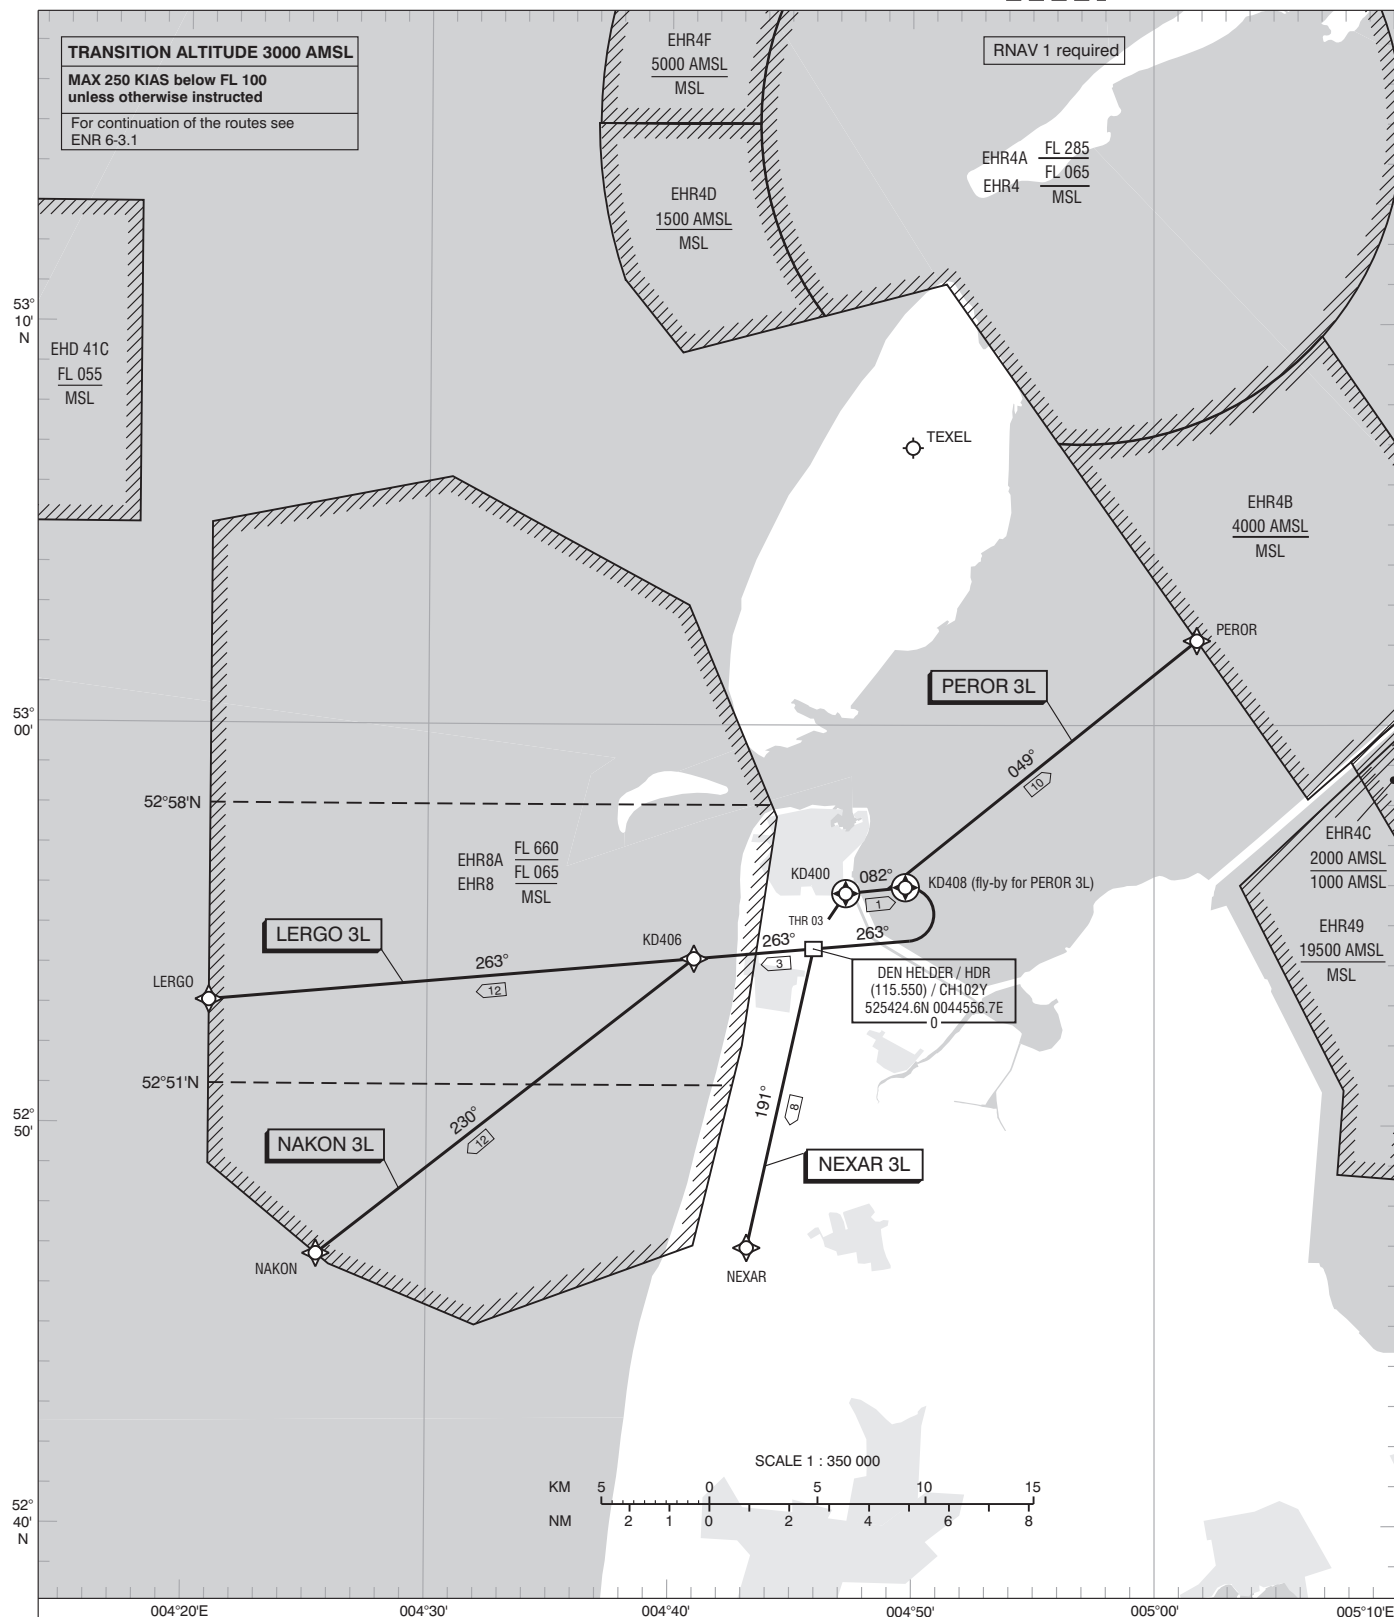 TRANSITION ALTITUDE 3000 AMSL
MAX 250 KIAS below FL 100
unless otherwise instructed
For continuation of the routes see
ENR 6-3.1
EHR4F
5000 AMSL
MSL
RNAV 1 required
EHR4A FL 285
FL 065
EHR4
MSL
EHR4D
1500 AMSL
MSL
53°
10'
N
EHD 41C
FL 055
MSL
TEXEL
EHR4B
4000 AMSL
MSL
PEROR
PEROR 3L
53°
00'
049°
10
52°58'N
EHR8A FL 660
FL 065
EHR8
MSL
EHR4C
2000 AMSL
1000 AMSL
KD400
082°
1
KD408 (fly-by for PEROR 3L)
THR 03
EHR49
19500 AMSL
MSL
LERGO 3L
KD406
263°
263°
3
263°
12
LERGO
DEN HELDER / HDR
(115.550) / CH102Y
525424.6N 0044556.7E
0
52°51'N
191°
8
52°
50'
230°
12
NAKON 3L
NEXAR 3L
NAKON
NEXAR
SCALE 1 : 350 000
KM 5 0 5 10 15
NM 2 1 0 2 4 6 8
52°
40'
N
004°20'E 004°30' 004°40' 004°50' 005°00' 005°10'E